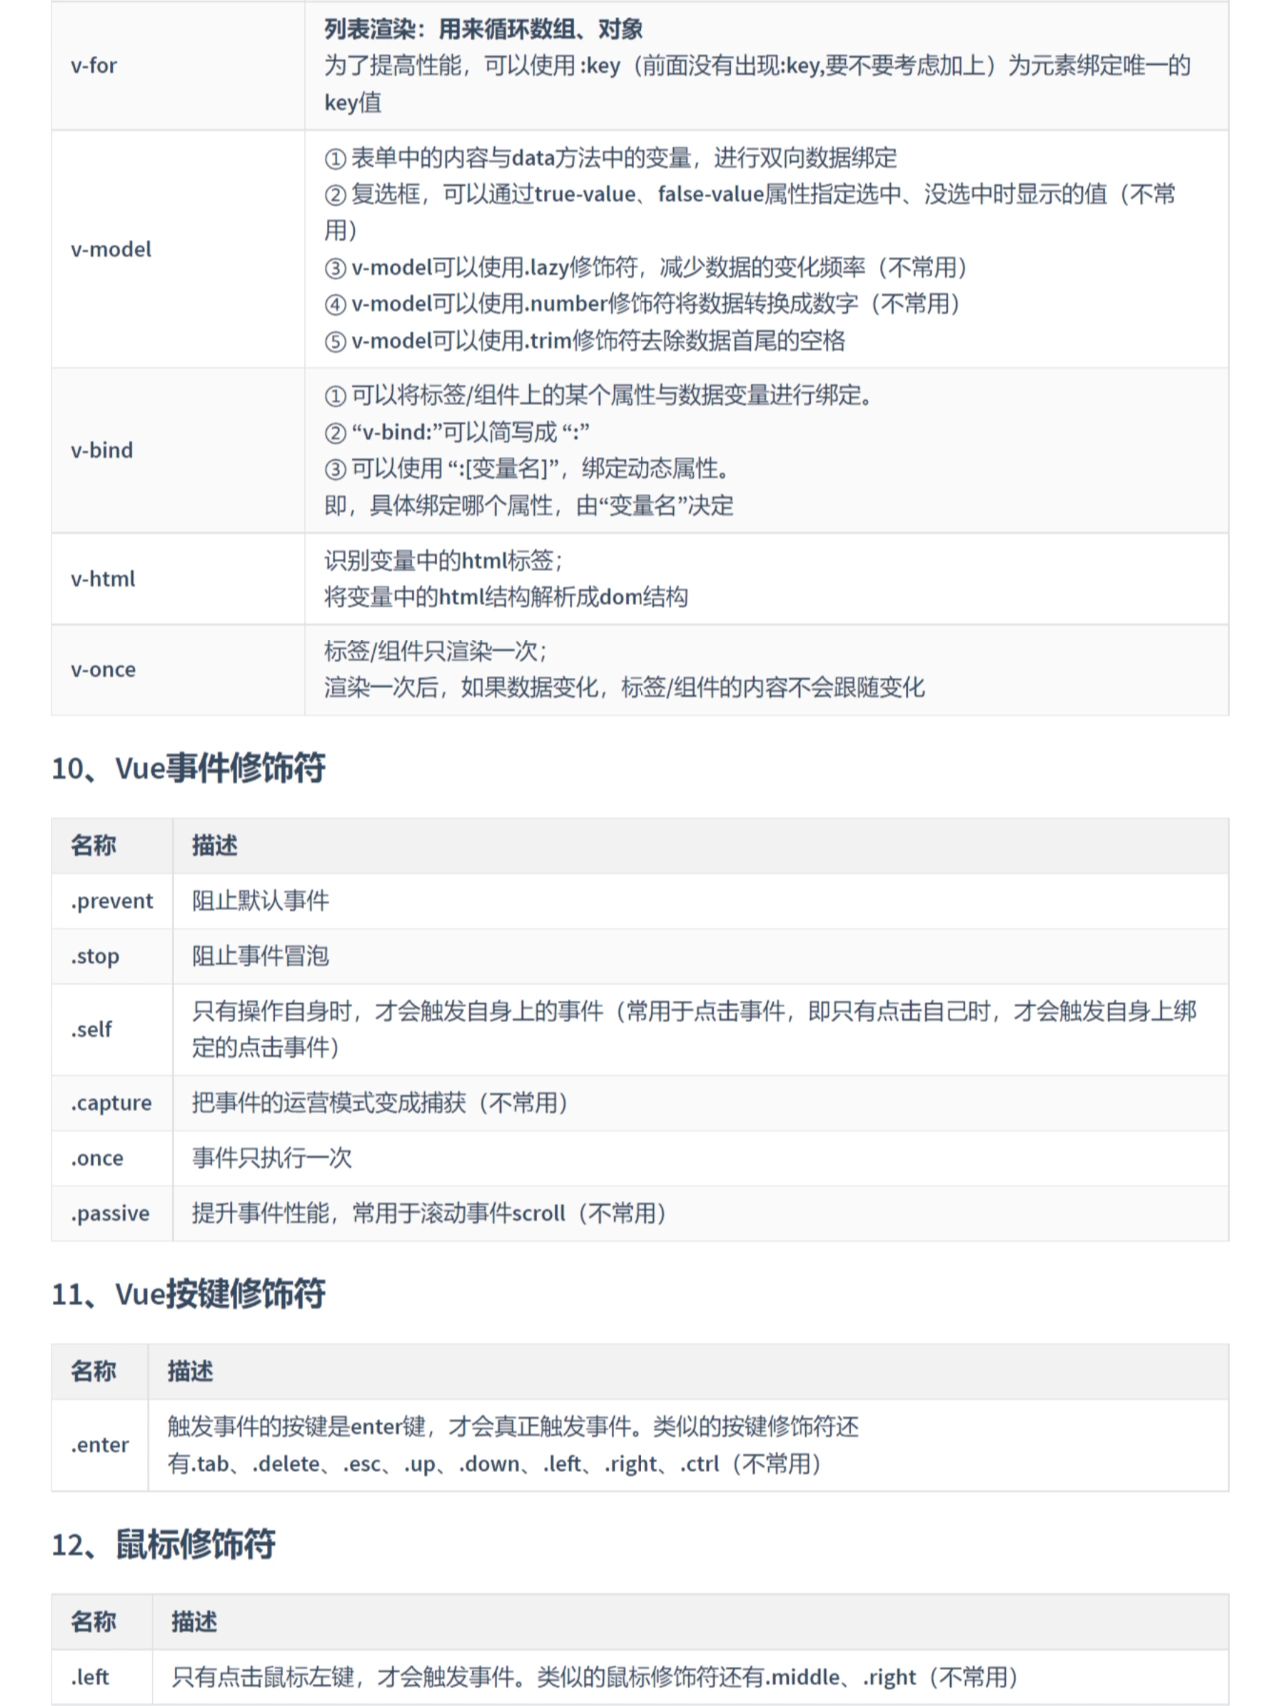 v-for
列表渲染：用来循环数组、对象
为了提高性能，可以使用 :key（前面没有出现:key,要不要考虑加上）为元素绑定唯一的
key值
v-model
① 表单中的内容与data方法中的变量，进行双向数据绑定
② 复选框，可以通过true-value、false-value属性指定选中、没选中时显示的值（不常
用）
③ v-model可以使用.lazy修饰符，减少数据的变化频率（不常用）
④ v-model可以使用.number修饰符将数据转换成数字（不常用）
⑤ v-model可以使用.trim修饰符去除数据首尾的空格
v-bind
① 可以将标签/组件上的某个属性与数据变量进行绑定。
② “v-bind:”可以简写成 “:”
③ 可以使用 “:[变量名]”，绑定动态属性。
即，具体绑定哪个属性，由“变量名”决定
v-html
识别变量中的html标签；
将变量中的html结构解析成dom结构
v-once
标签/组件只渲染一次；
渲染一次后，如果数据变化，标签/组件的内容不会跟随变化
10、Vue事件修饰符
名称 描述
.prevent 阻止默认事件
.stop 阻止事件冒泡
.self
只有操作自身时，才会触发自身上的事件（常用于点击事件，即只有点击自己时，才会触发自身上绑
定的点击事件）
.capture 把事件的运营模式变成捕获（不常用）
.once 事件只执行一次
.passive 提升事件性能，常用于滚动事件scroll（不常用）
11、Vue按键修饰符
名称 描述
.enter
触发事件的按键是enter键，才会真正触发事件。类似的按键修饰符还
有.tab、.delete、.esc、.up、.down、.left、.right、.ctrl（不常用）
12、鼠标修饰符
名称 描述
.left 只有点击鼠标左键，才会触发事件。类似的鼠标修饰符还有.middle、.right（不常用）